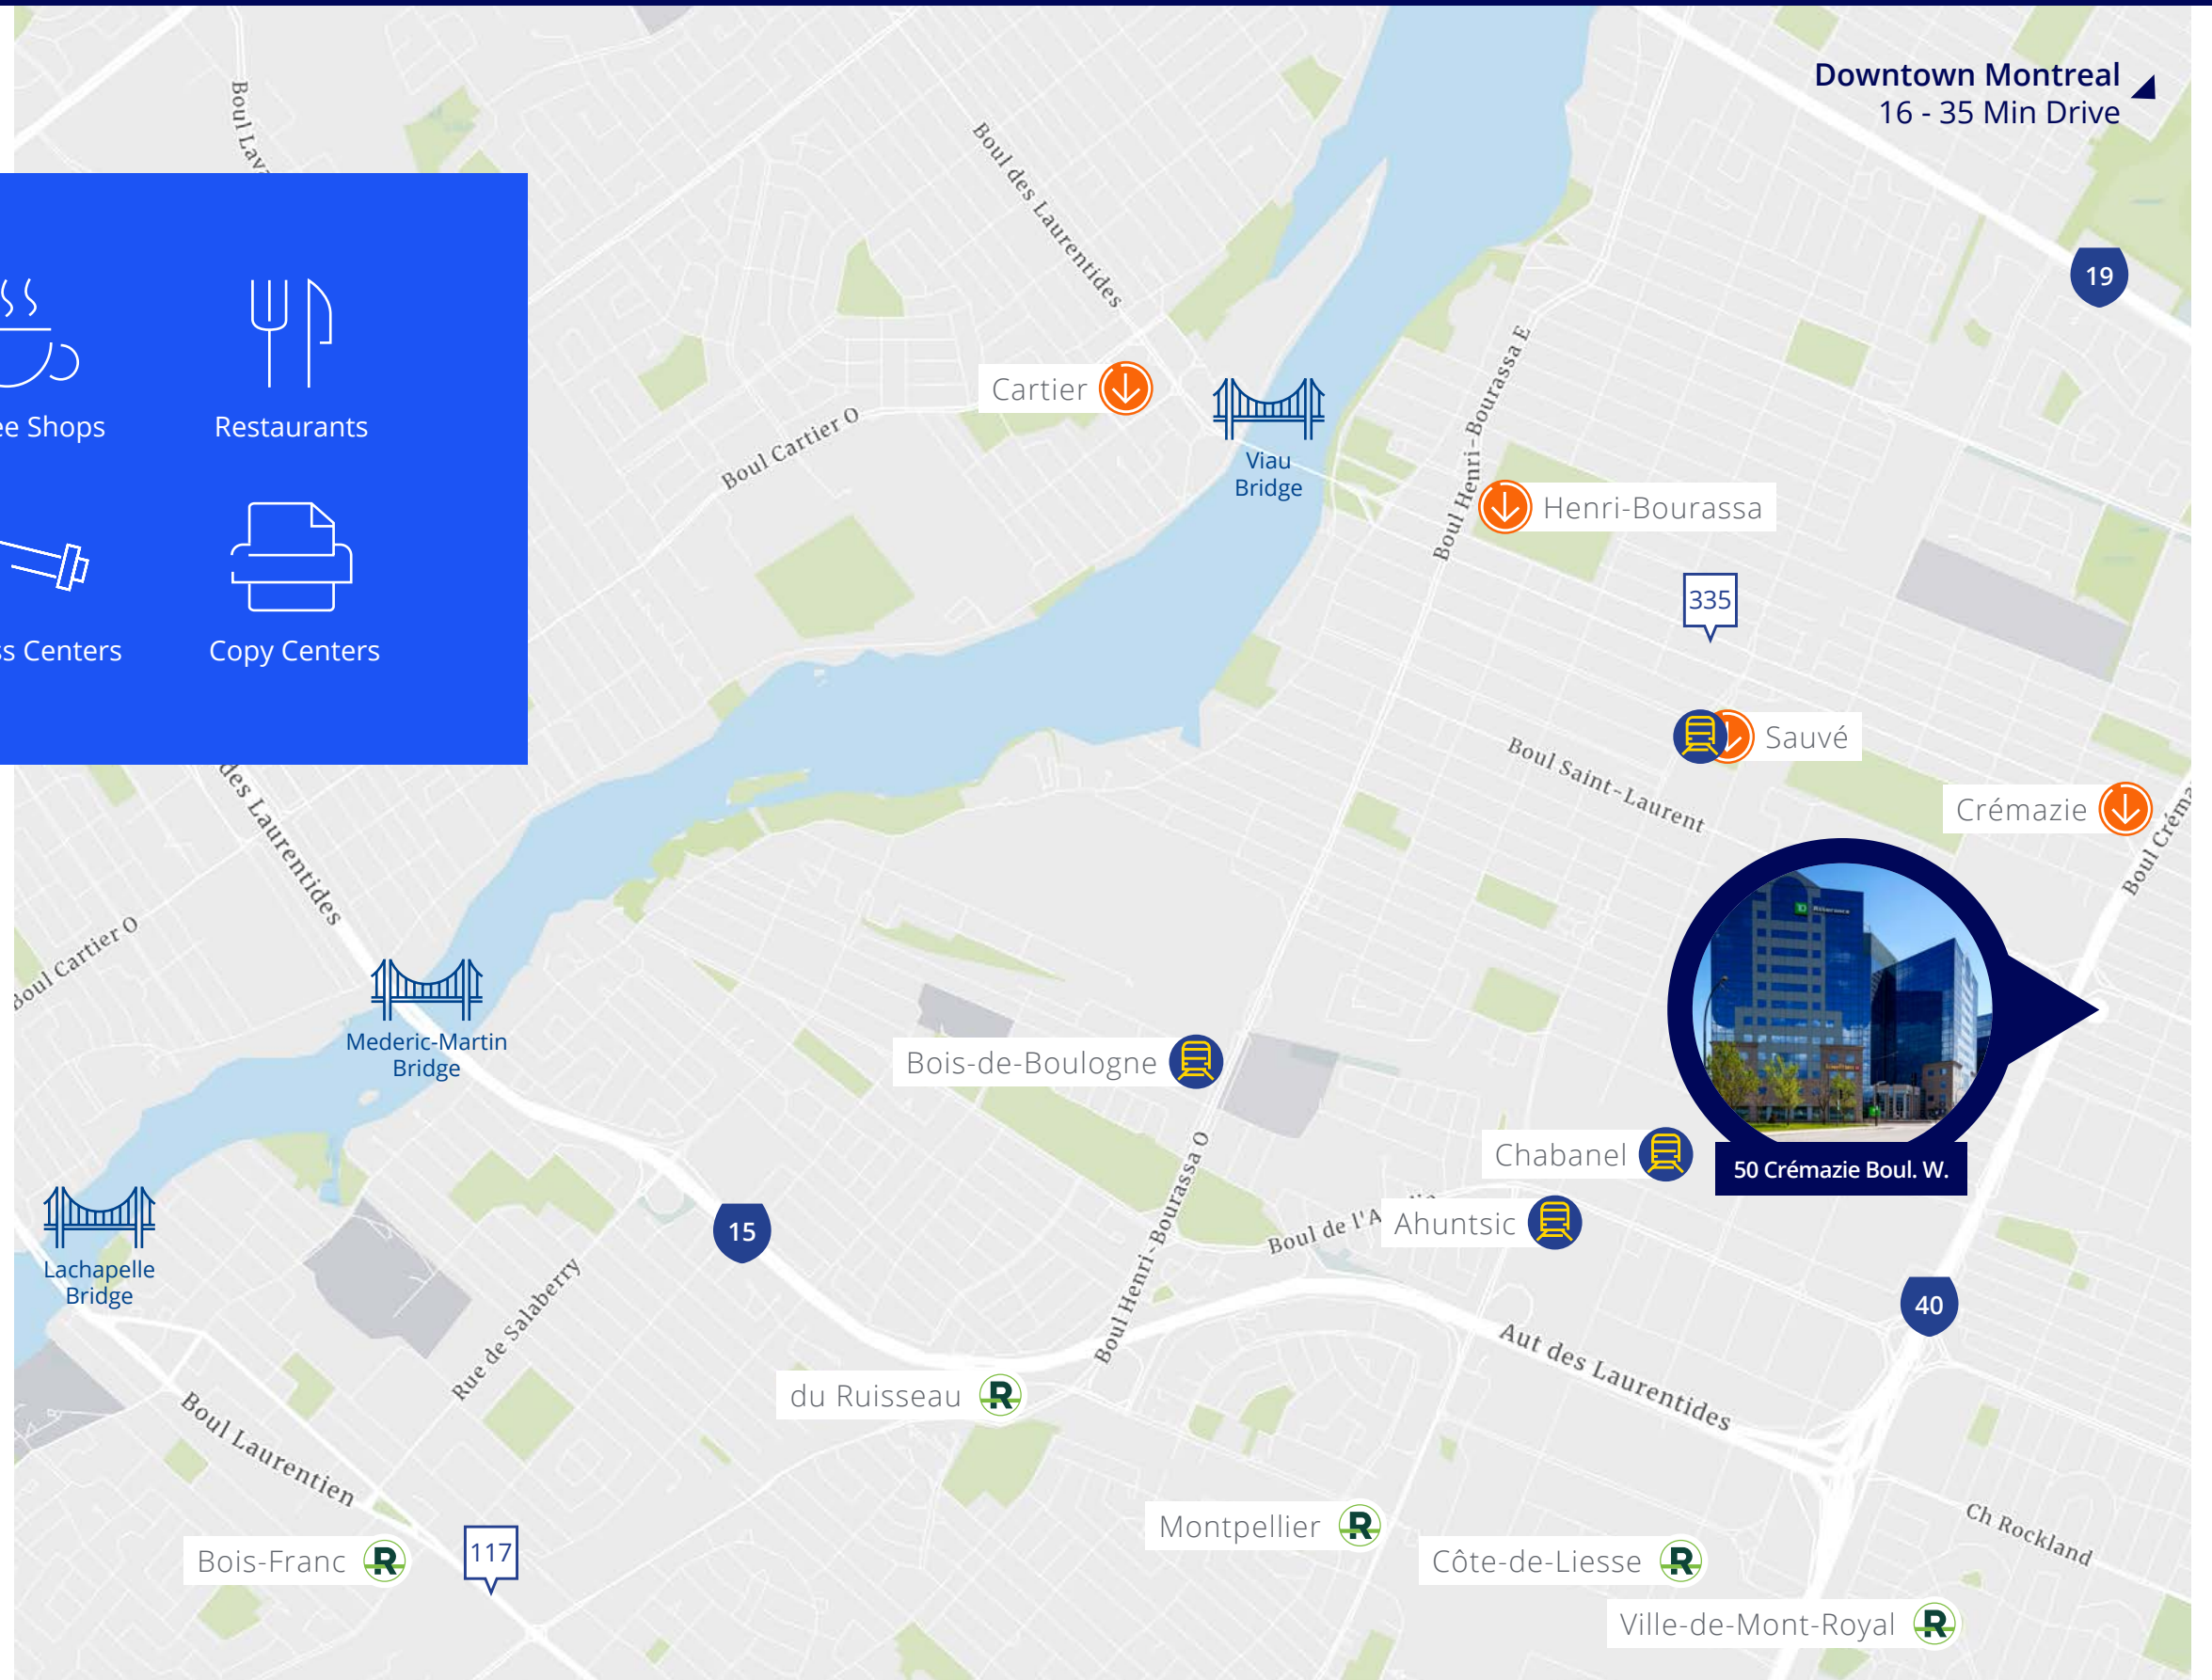 Downtown Montreal
16 - 35 Min Drive
Boul des Laurentides
19
Restaurants
Shops
Cartier
Boul Cartier O
Viau
Bridge
Boul Henri-Bourassa E
Henri-Bourassa
335
Centers
Copy Centers
Sauvé
Boul Saint-Laurent
Crémazie
Boul
des Laurentides
Boul Cartier O
Mederic-Martin
Bridge
Bois-de-Boulogne
Chabanel
50 Crémazie Boul. W.
Boul Henri-Bourassa O
Boul de
Ahuntsic
15
Lachapelle
Bridge
Rue de Salaberry
40
Aut des Laurentides
du Ruisseau
Boul Laurentien
Montpellier
Ch Rockland
Bois-Franc
117
Côte-de-Liesse
Ville-de-Mont-Royal
TD